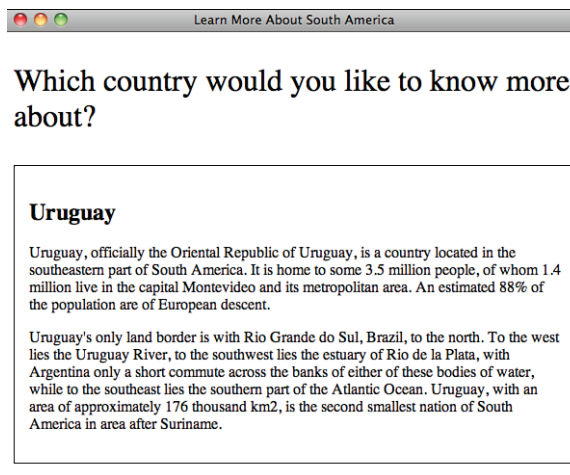 Learn More About South America
Which country would you like to know more
about?
Uruguay
Uruguay, officially the Oriental Republic of Uruguay, is a country located in the
southeastern part of South America. It is home to some 3.5 million people, of whom 1.4
million live in the capital Montevideo and its metropolitan area. An estimated 88% of
the population are of European descent.
Uruguay's only land border is with Rio Grande do Sul, Brazil, to the north. To the west
lies the Uruguay River, to the southwest lies the estuary of Rio de la Plata, with
Argentina only a short commute across the banks of either of these bodies of water,
while to the southeast lies the southern part of the Atlantic Ocean. Uruguay, with an
area of approximately 176 thousand km2, is the second smallest nation of South
America in area after Suriname.